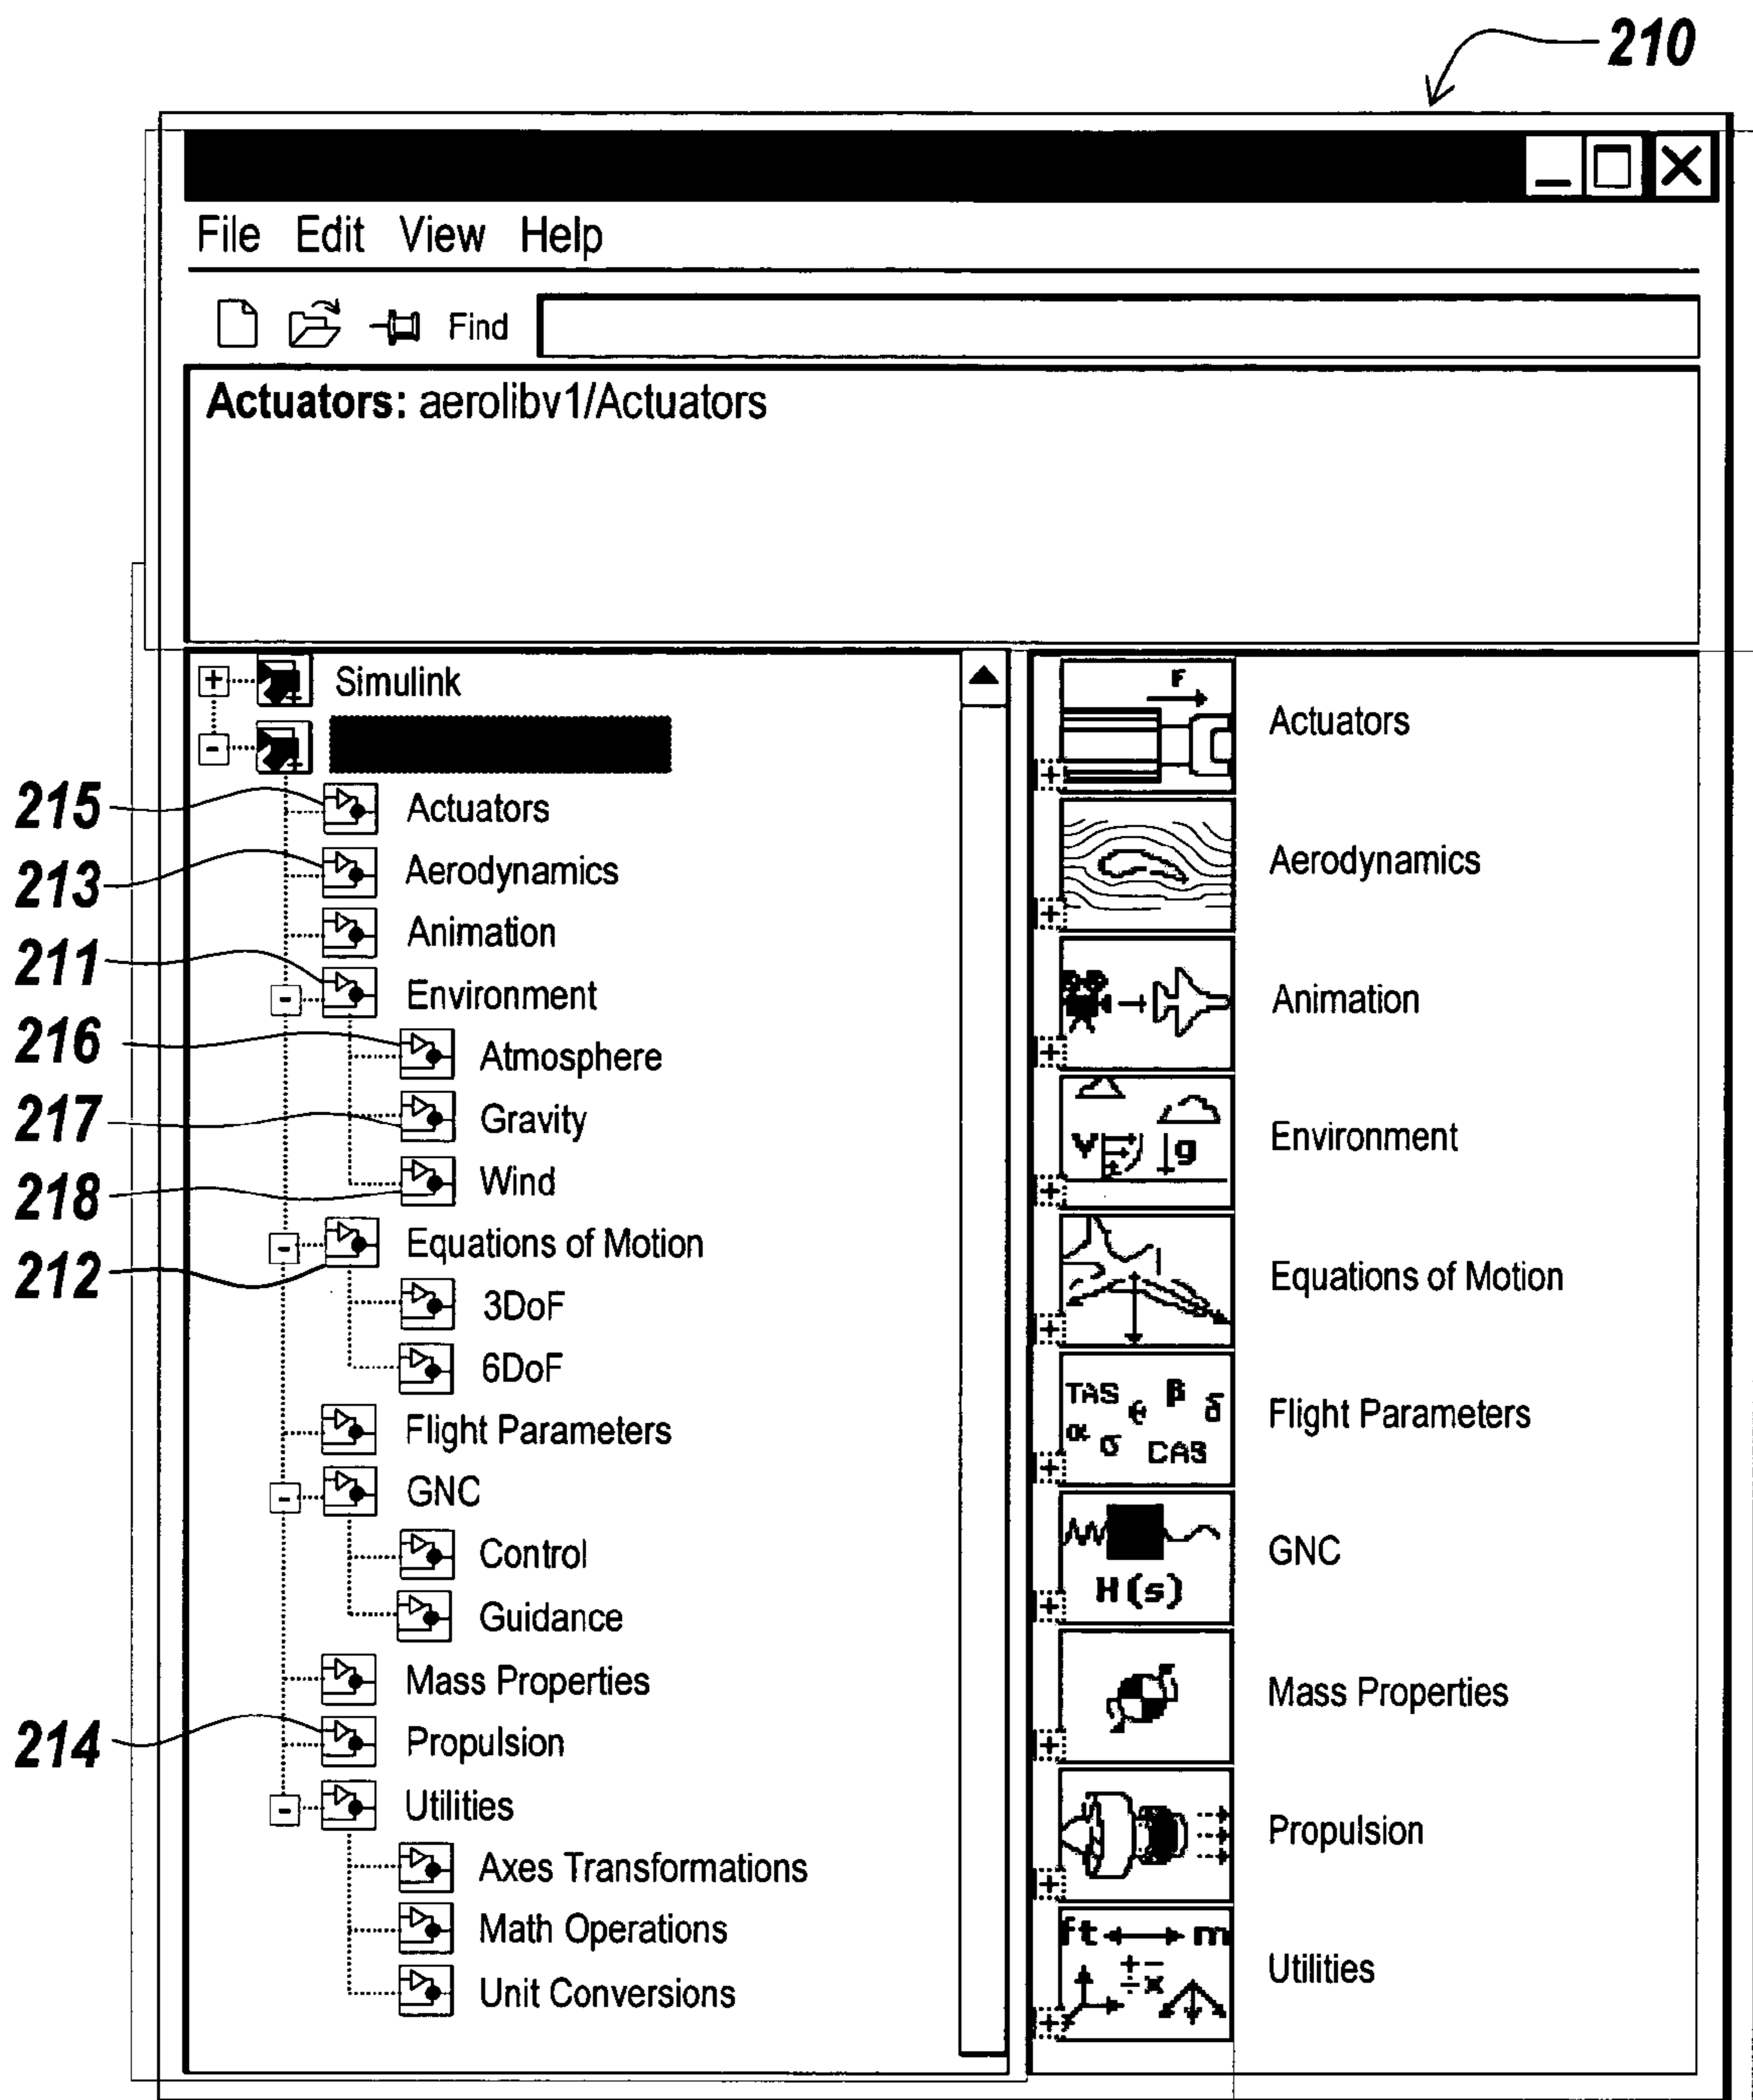 210
File Edit View Help
Find
Actuators: aerolibv1/Actuators
Simulink
215 Actuators
213 Aerodynamics
Animation
211 Environment
216 Atmosphere
217 Gravity
218 Wind
Equations of Motion
212
3DoF
6DoF
Flight Parameters
GNC
Control
Guidance
Mass Properties
214 Propulsion
Utilities
Axes Transformations
Math Operations
Unit Conversions
F
Actuators
Aerodynamics
Animation
V g
Environment
Equations of Motion
TAS β δ
α σ CAS
Flight Parameters
GNC
H(s)
Mass Properties
Propulsion
ft m
Utilities